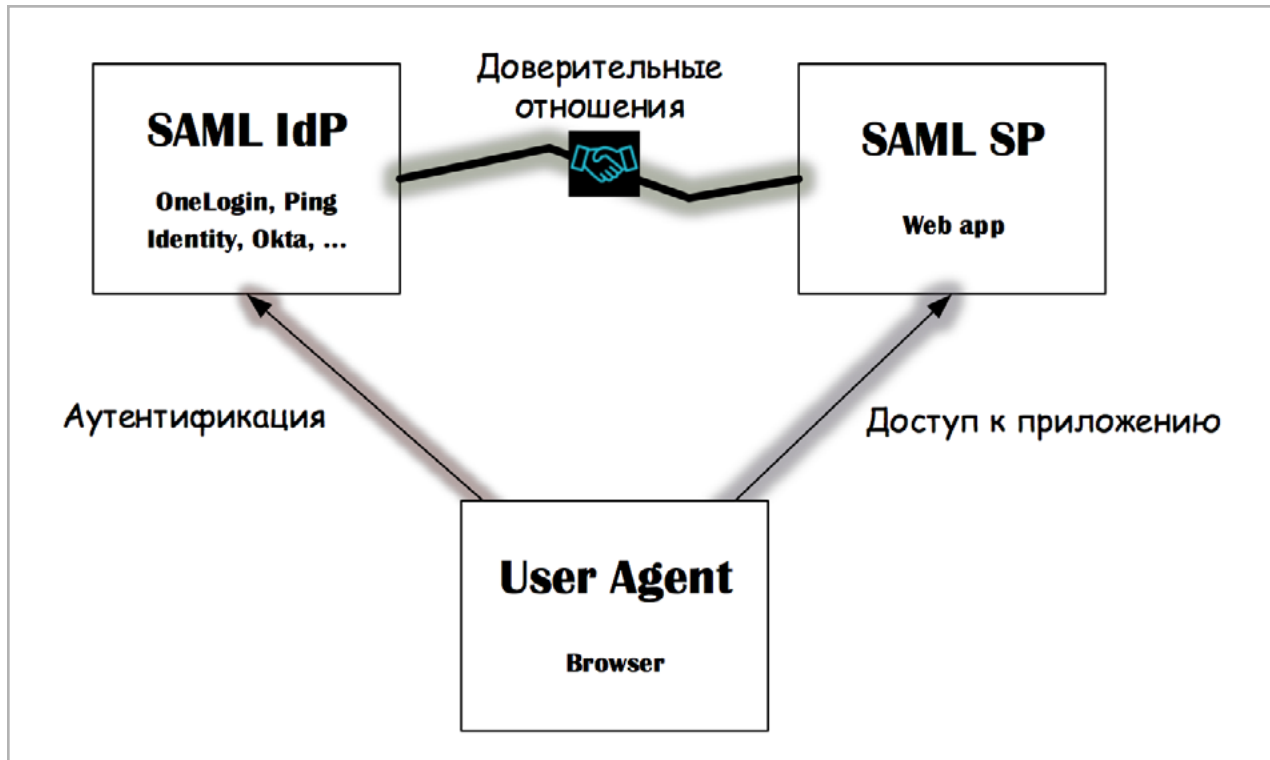 Доверительные
отношения
SAML IdP
OneLogin, Ping
Identity, Okta, ...
SAML SP
Web app
Аутентификация
Доступ к приложению
User Agent
Browser